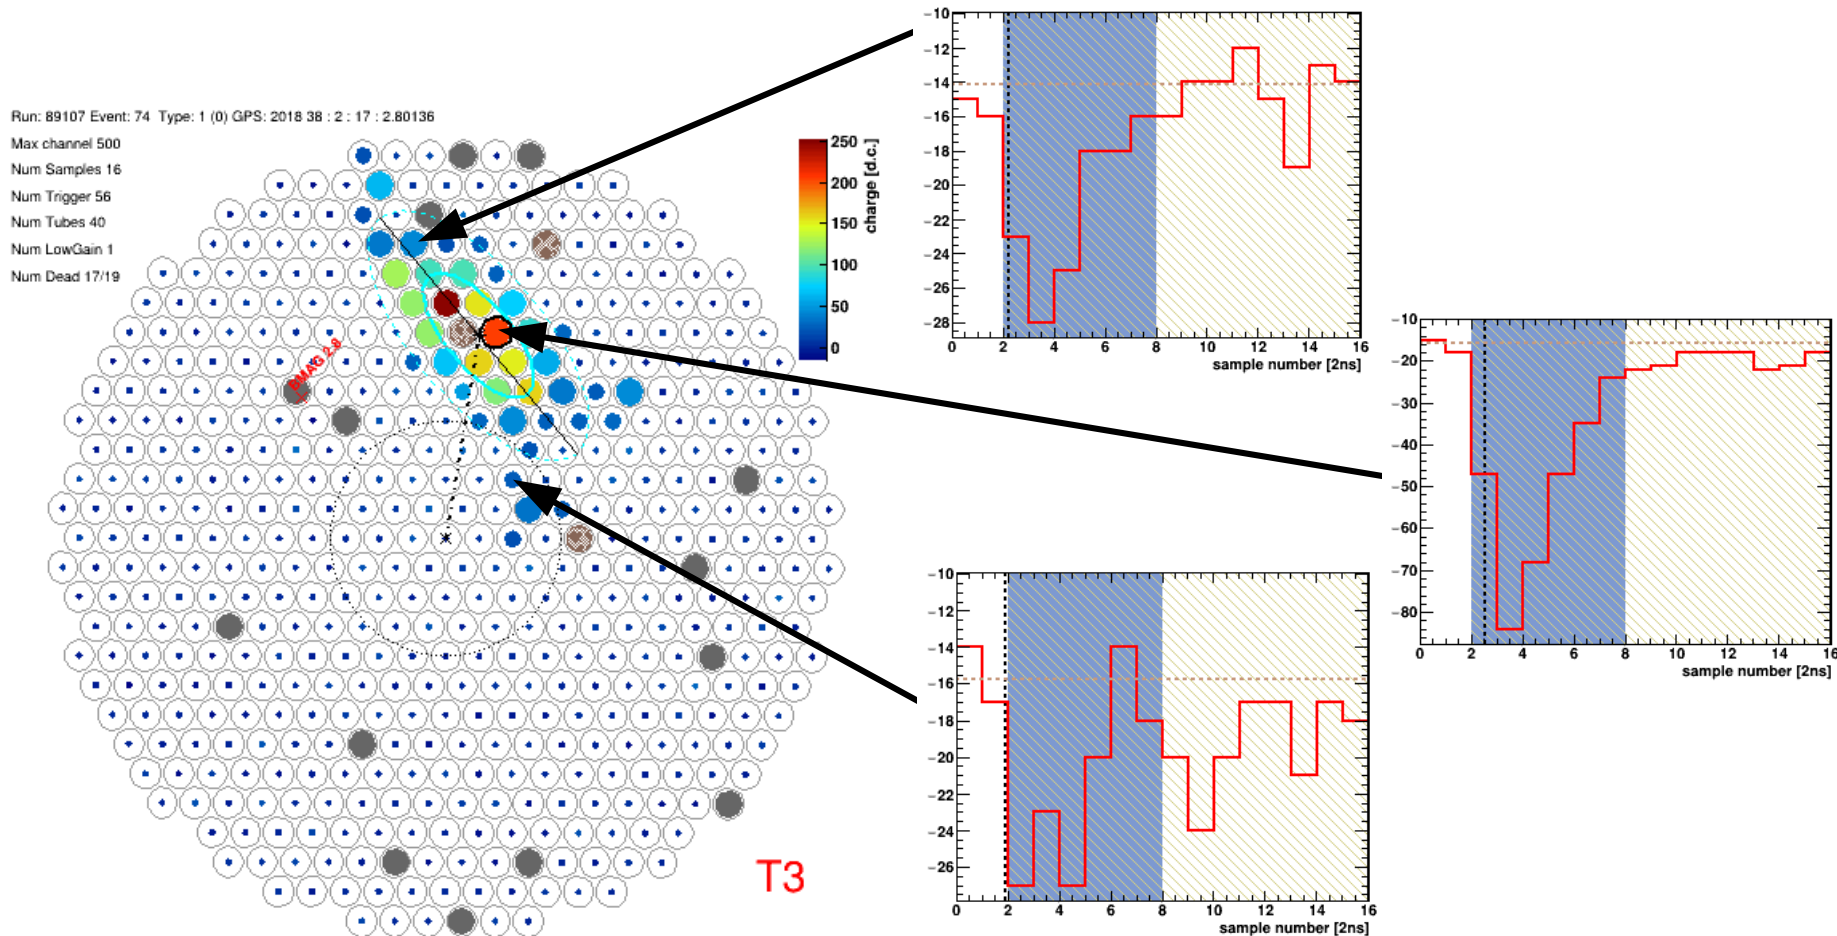 Run: 89107 Event: 74 Type: 1 (0) GPS: 2018 38 : 2 : 17 : 2.80136
Max channel 500
Num Samples 16
Num Trigger 56
Num Tubes 40
Num LowGain 1
Num Dead 17/19
BMAG 2.8
T3
250
200
150
100
50
0
charge [d.c.]
−10
−12
−14
−16
−18
−20
−22
−24
−26
−28
0 2 4 6 8 10 12 14 16
sample number [2ns]
−10
−20
−30
−40
−50
−60
−70
−80
0 2 4 6 8 10 12 14 16
sample number [2ns]
−10
−12
−14
−16
−18
−20
−22
−24
−26
0 2 4 6 8 10 12 14 16
sample number [2ns]